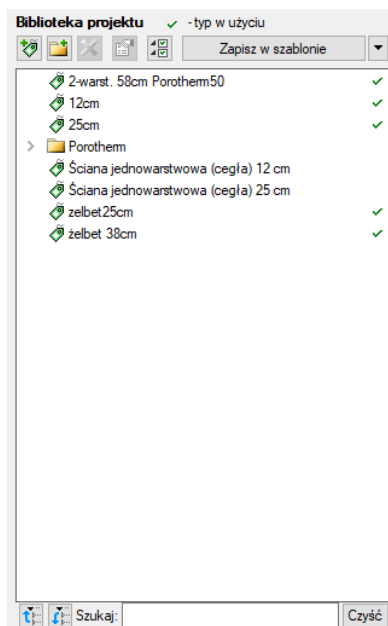 Biblioteka projektu - typ w użyciu
Zapisz w szablonie
2-warst. 58cm Porotherm50
12cm
25cm
Porotherm
Ściana jednowarstwowa (cegła) 12 cm
Ściana jednowarstwowa (cegła) 25 cm
zelbet25cm
żelbet 38cm
Szukaj: Czyść